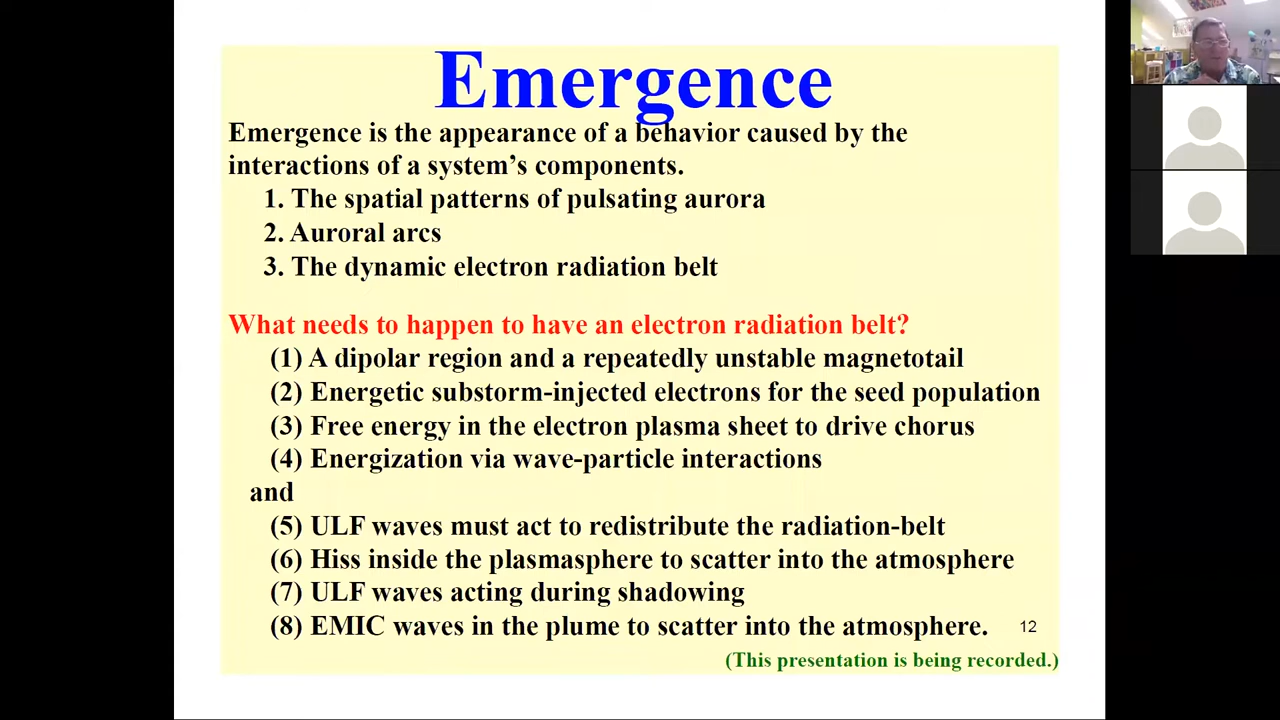 Emergence
Emergence is the appearance of a behavior caused by the
interactions of a system’s components.
1. The spatial patterns of pulsating aurora
2. Auroral arcs
3. The dynamic electron radiation belt
What needs to happen to have an electron radiation belt?
(1) A dipolar region and a repeatedly unstable magnetotail
(2) Energetic substorm-injected electrons for the seed population
(3) Free energy in the electron plasma sheet to drive chorus
(4) Energization via wave-particle interactions
and
(5) ULF waves must act to redistribute the radiation-belt
(6) Hiss inside the plasmasphere to scatter into the atmosphere
(7) ULF waves acting during shadowing
(8) EMIC waves in the plume to scatter into the atmosphere.
12
(This presentation is being recorded.)